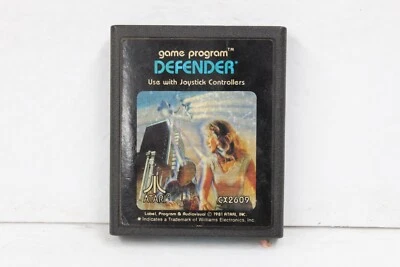 game program™
DEFENDER*
Use with Joystick Controllers
ATARI
CX2609
Label, Program & Audiovisual © 1981 ATARI, INC.
* Indicates a Trademark of Williams Electronics, Inc.